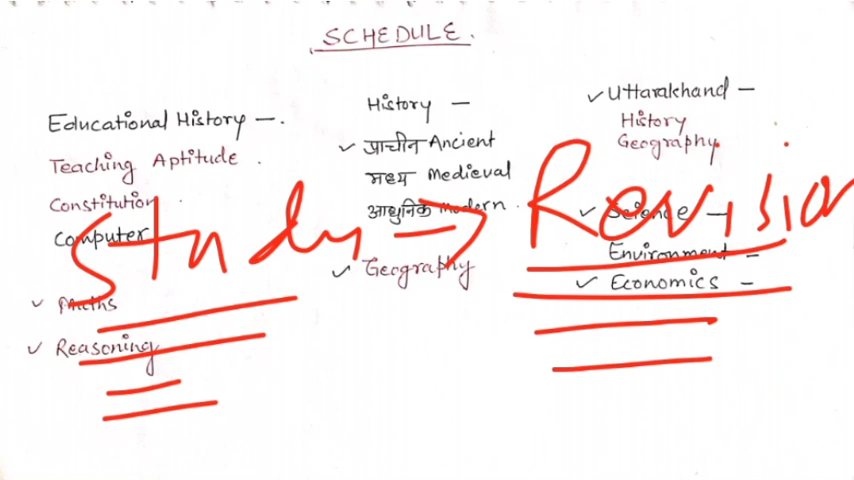 SCHEDULE.
Educational History –.
Teaching Aptitude .
Constitution .
Computer
✓ Maths
✓ Reasoning
History –
✓ प्राचीन Ancient
मध्य Medieval
आधुनिक Modern .
✓ Geography
✓ Uttarakhand –
History
Geography
✓ Science –
Environment –
✓ Economics –
Study → Revision